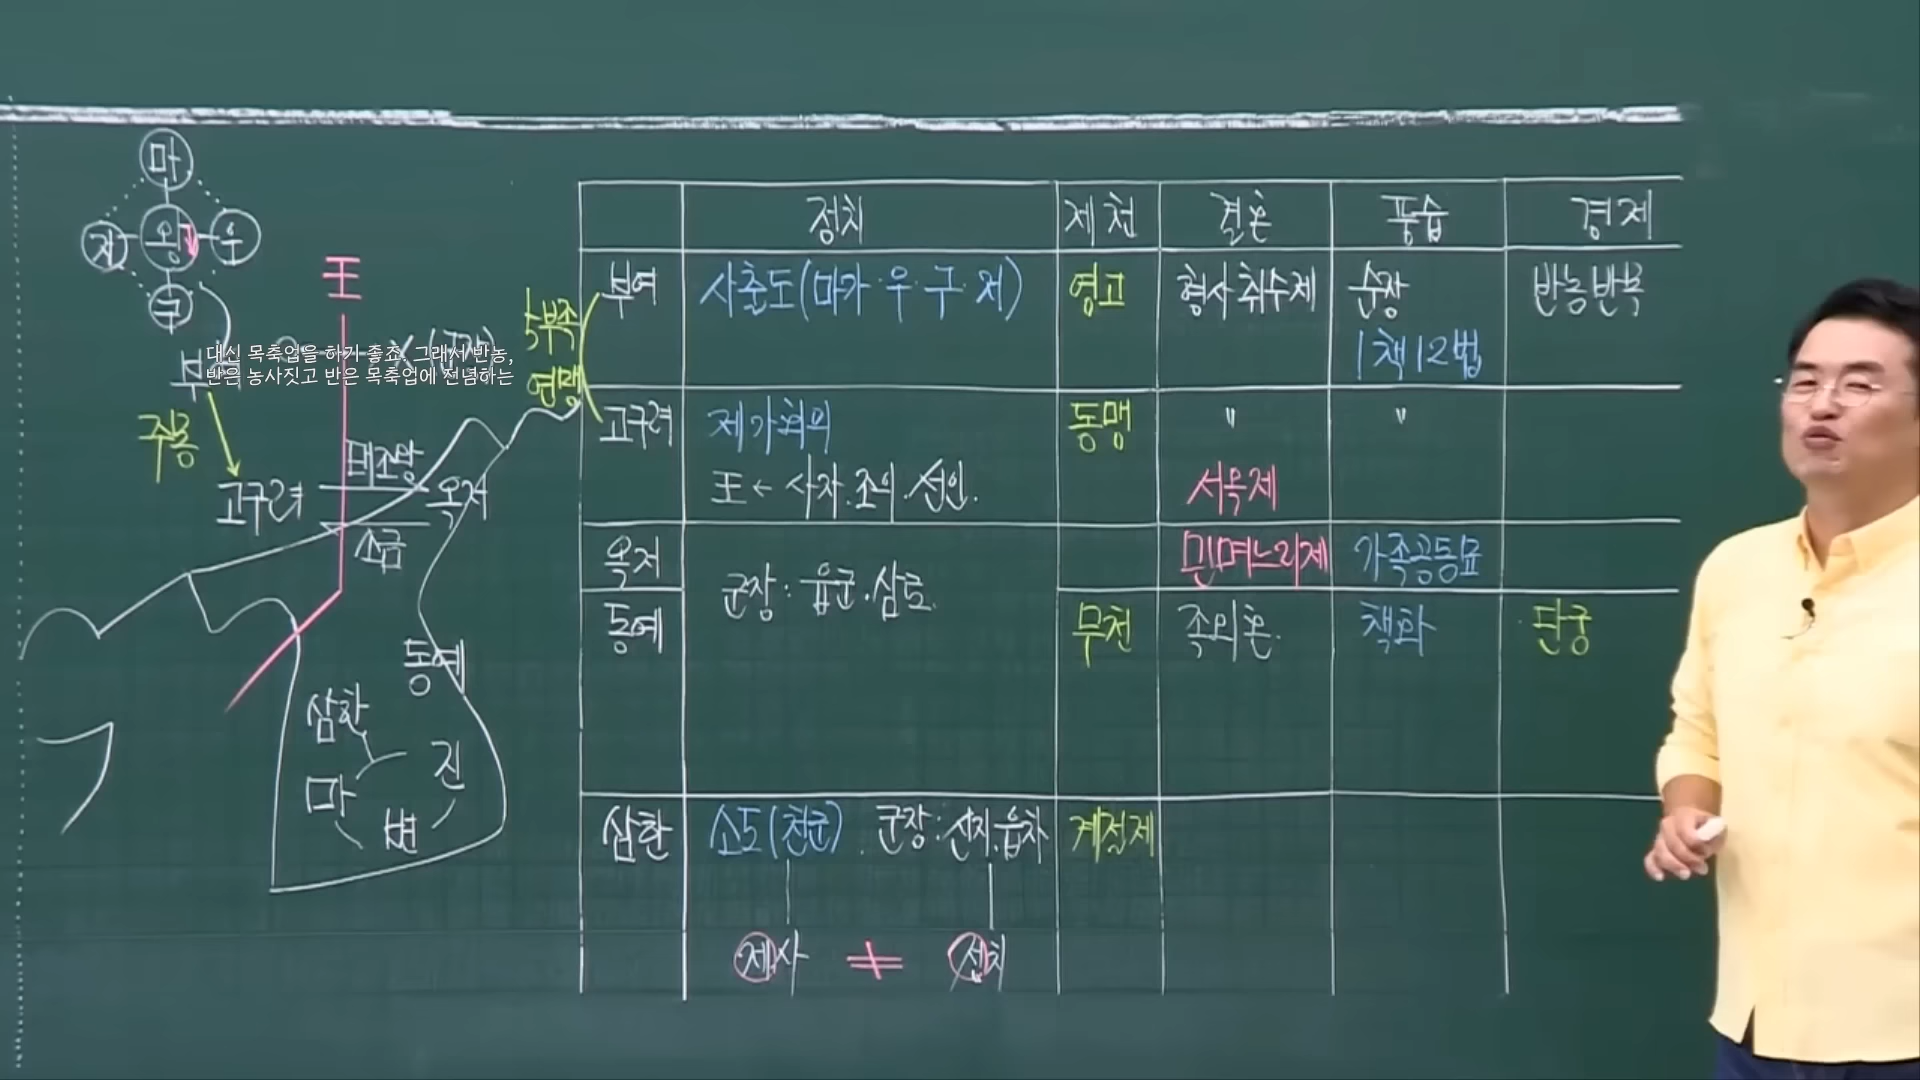 마
저 왕 우
구
王
대신 목축업을 하기 좋죠. 그래서 반농,
반은 농사짓고 반은 목축업에 전념하는
주몽
고구려
태조왕
옥저
소금
동예
삼한
마
진
변
5부족
연맹
정치 제천 결혼 풍습 경제
부여 사출도(마가·우·구·저) 영고 형사취수제 순장 반농반목
1책12법
고구려 제가회의 동맹 〃 〃
王 ← 사자.조의.선인. 서옥제
옥저 민며느리제 가족공동묘
군장: 읍군.삼로.
동예 무천 족외혼. 책화 단궁
삼한 소도(천군). 군장:신지.읍차 계절제
제사 ≠ 정치